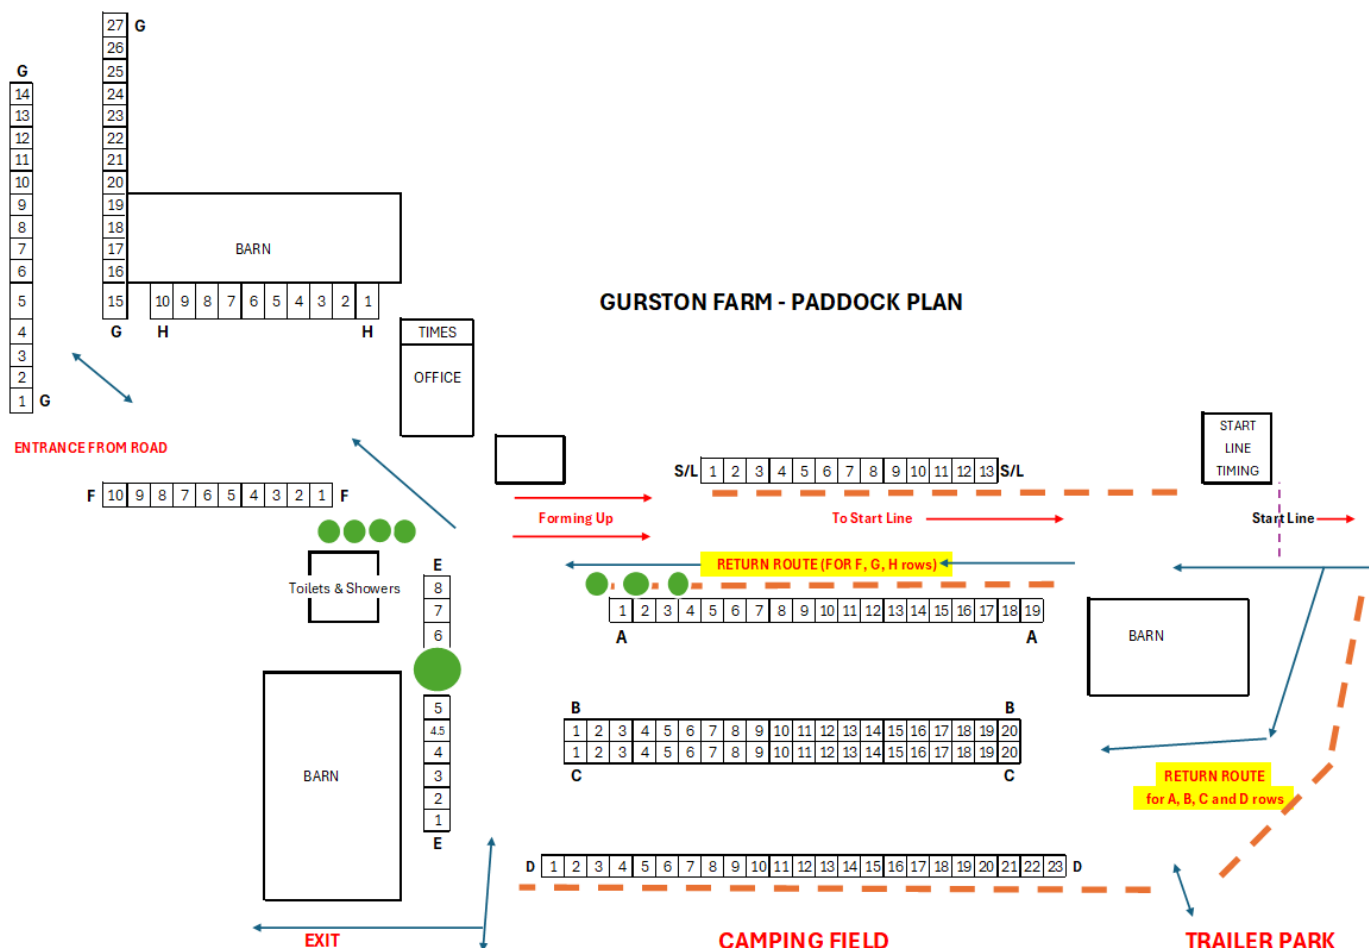 27 G
26
G 25
14 24
13 23
12 22
11 21
10 20
9 19
8 18
7 17 BARN
6 16
5 15 10 9 8 7 6 5 4 3 2 1 GURSTON FARM - PADDOCK PLAN
4 G H H TIMES
3
2 OFFICE
1 G
START
ENTRANCE FROM ROAD LINE
S/L 1 2 3 4 5 6 7 8 9 10 11 12 13 S/L TIMING
F 10 9 8 7 6 5 4 3 2 1 F
Forming Up To Start Line Start Line
E RETURN ROUTE (FOR F, G, H rows)
Toilets & Showers 8
7 1 2 3 4 5 6 7 8 9 10 11 12 13 14 15 16 17 18 19
6 A A BARN
5 B B
4.5 1 2 3 4 5 6 7 8 9 10 11 12 13 14 15 16 17 18 19 20
4 1 2 3 4 5 6 7 8 9 10 11 12 13 14 15 16 17 18 19 20
BARN 3 C C RETURN ROUTE
2 for A, B, C and D rows
1
E
D 1 2 3 4 5 6 7 8 9 10 11 12 13 14 15 16 17 18 19 20 21 22 23 D
EXIT CAMPING FIELD TRAILER PARK